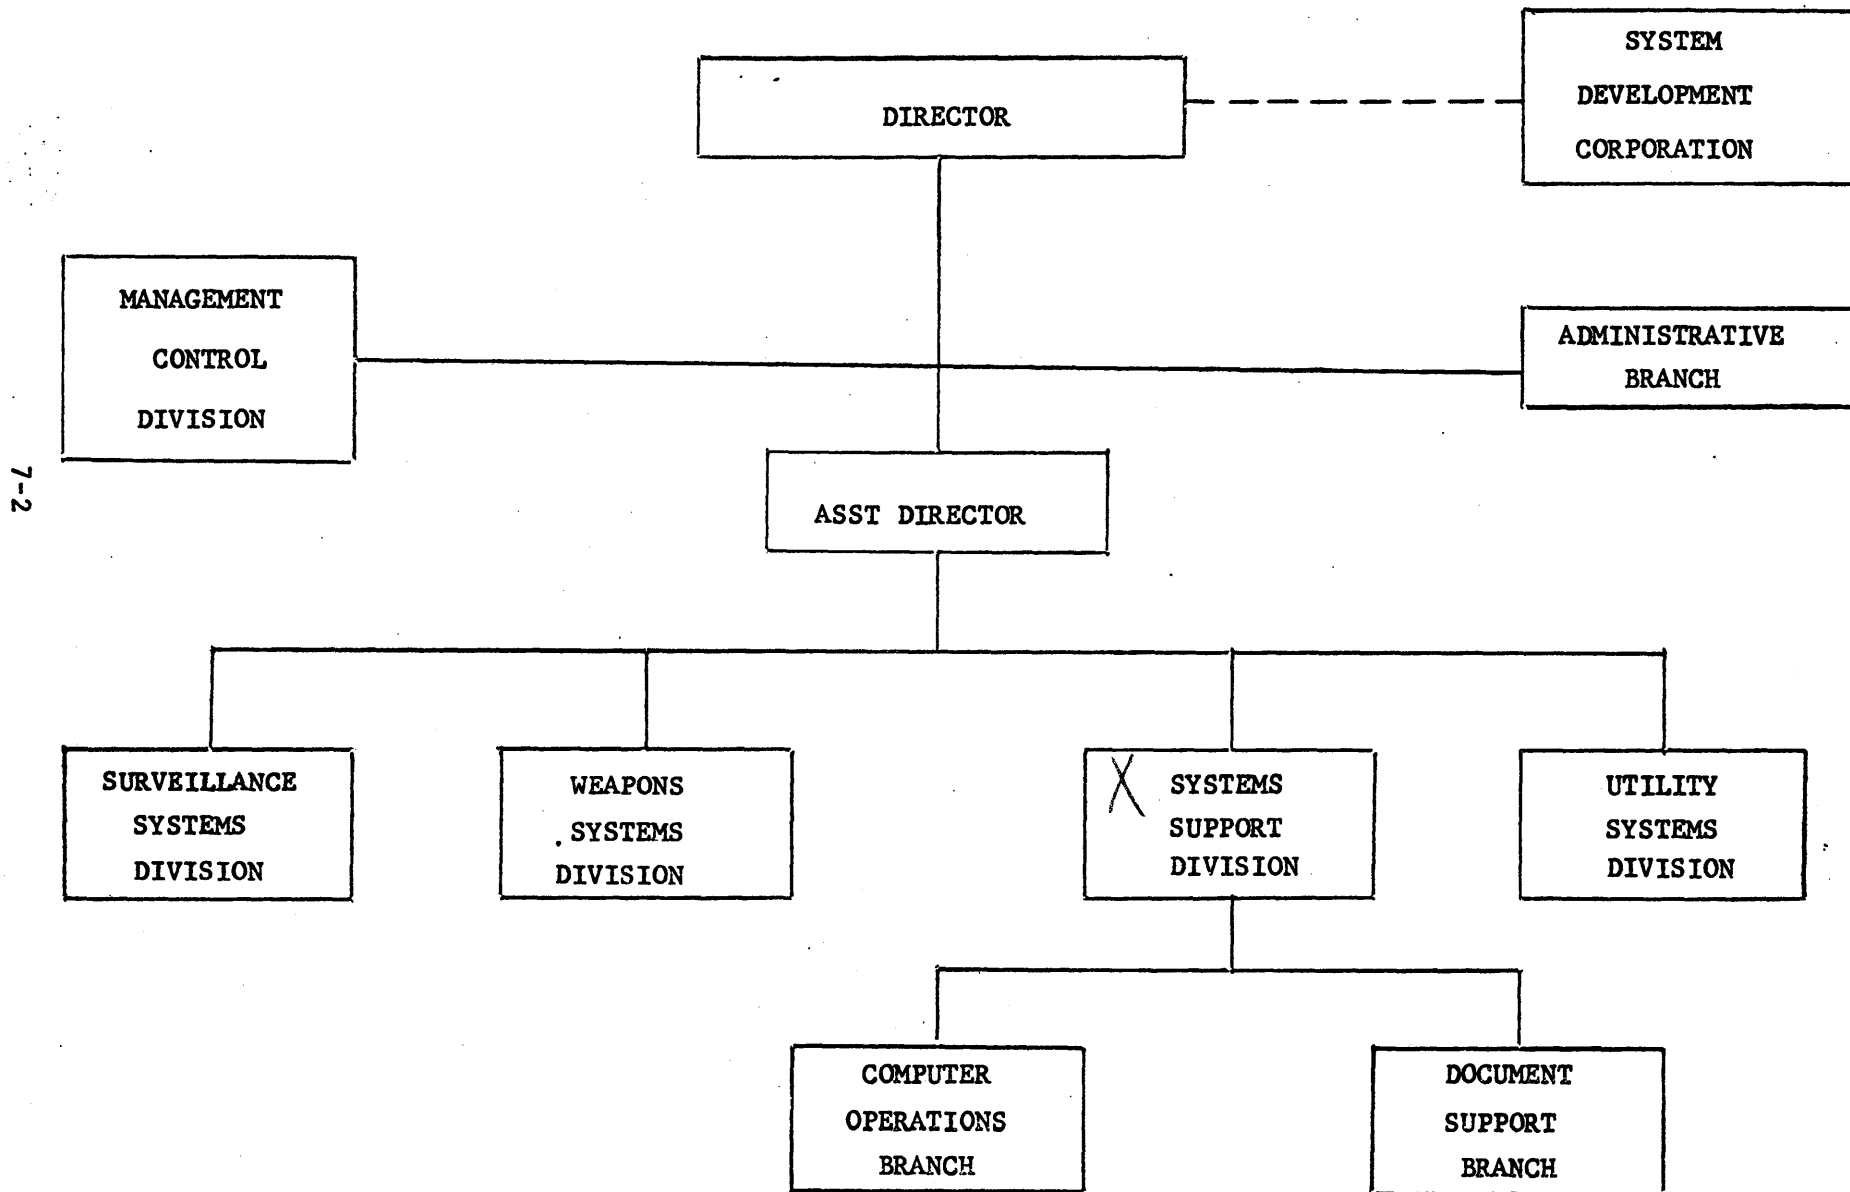 SYSTEM
DEVELOPMENT
CORPORATION
DIRECTOR
MANAGEMENT
CONTROL
DIVISION
ADMINISTRATIVE
BRANCH
7-2
ASST DIRECTOR
SURVEILLANCE
SYSTEMS
DIVISION
WEAPONS
SYSTEMS
DIVISION
X
SYSTEMS
SUPPORT
DIVISION
UTILITY
SYSTEMS
DIVISION
COMPUTER
OPERATIONS
BRANCH
DOCUMENT
SUPPORT
BRANCH